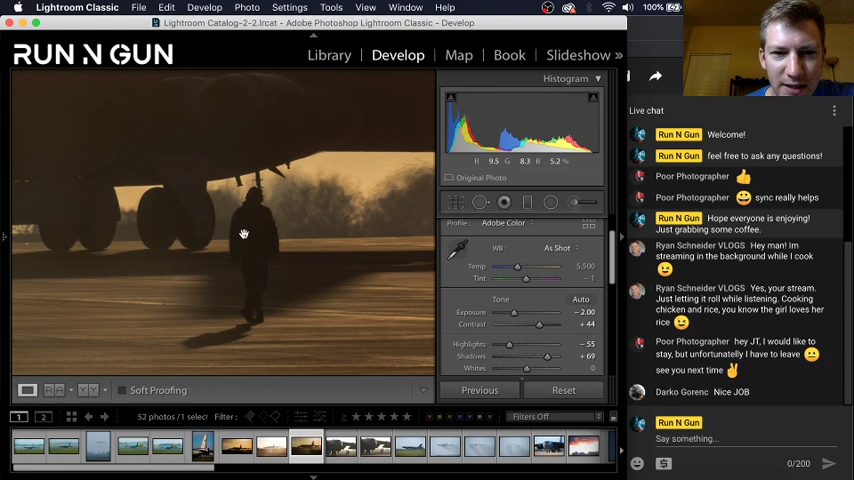 Lightroom Classic File Edit Develop Photo Settings Tools View Window Help 100%
Lightroom Catalog-2-2.lrcat - Adobe Photoshop Lightroom Classic - Develop
RUN N GUN
Library | Develop | Map | Book | Slideshow »
Histogram
R 9.5 G 8.3 B 5.2 %
Original Photo
Profile: Adobe Color
WB: As Shot
Temp 5,500
Tint − 1
Tone Auto
Exposure − 2.00
Contrast + 44
Highlights − 55
Shadows + 69
Whites 0
Soft Proofing
Previous Reset
1 2 52 photos /1 select Filter : Filters Off
Live chat
Run N Gun Welcome!
Run N Gun feel free to ask any questions!
Poor Photographer 👍
Poor Photographer 😀 sync really helps
Run N Gun Hope everyone is enjoying!
Just grabbing some coffee.
Ryan Schneider VLOGS Hey man! Im
streaming in the background while I cook
😉
Ryan Schneider VLOGS Yes, your stream.
Just letting it roll while listening. Cooking
chicken and rice, you know the girl loves her
rice 😉
Poor Photographer hey JT, I would like to
stay, but unfortunatelly I have to leave 😐
see you next time ✌
Darko Gorenc Nice JOB
Run N Gun
Say something...
0/200